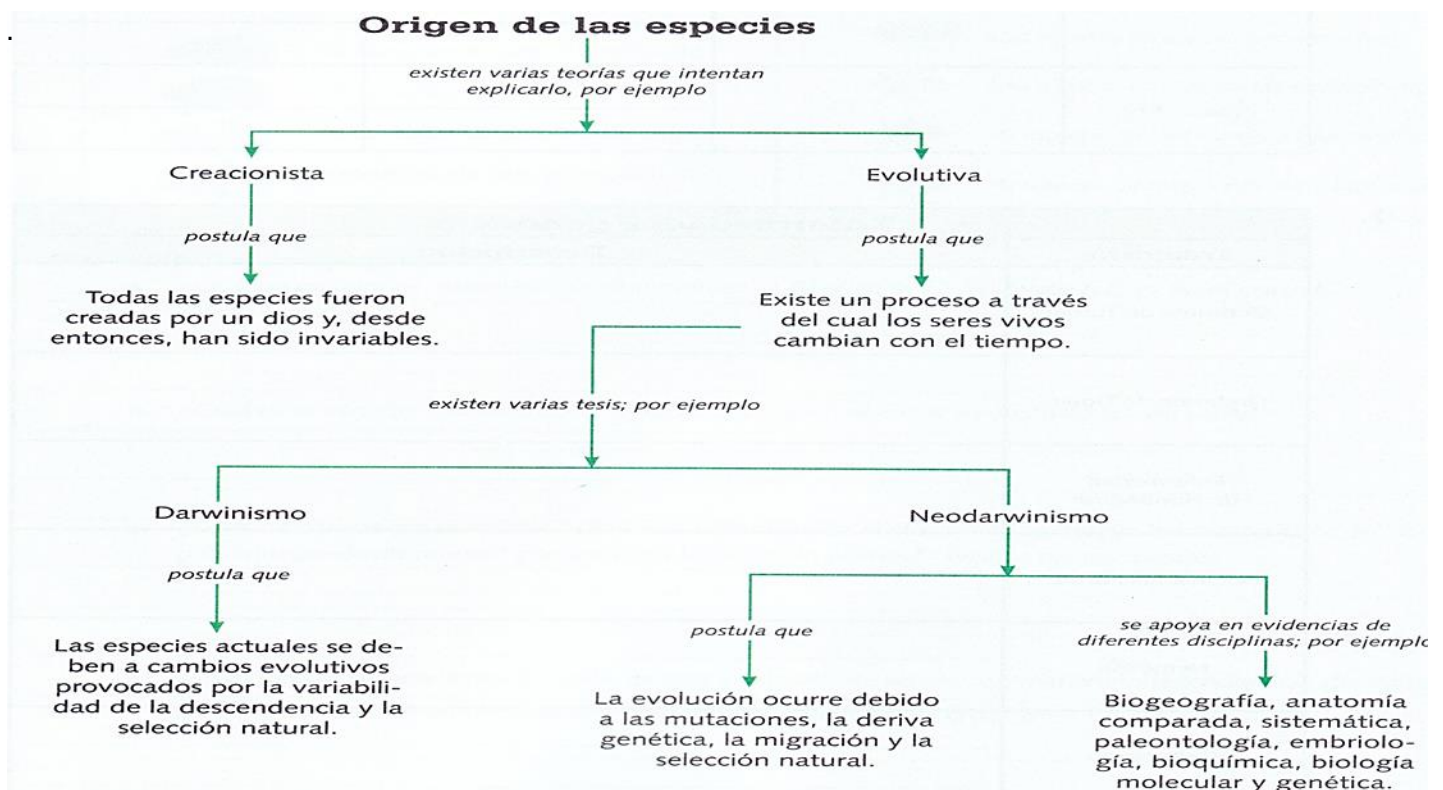 Origen de las especies
existen varias teorías que intentan
explicarlo, por ejemplo
Creacionista
Evolutiva
postula que
postula que
Todas las especies fueron
creadas por un dios y, desde
entonces, han sido invariables.
Existe un proceso a través
del cual los seres vivos
cambian con el tiempo.
existen varias tesis; por ejemplo
Darwinismo
Neodarwinismo
postula que
Las especies actuales se de-
ben a cambios evolutivos
provocados por la variabili-
dad de la descendencia y la
selección natural.
postula que
La evolución ocurre debido
a las mutaciones, la deriva
genética, la migración y la
selección natural.
se apoya en evidencias de
diferentes disciplinas; por ejemplo
Biogeografía, anatomía
comparada, sistemática,
paleontología, embriolo-
gía, bioquímica, biología
molecular y genética.